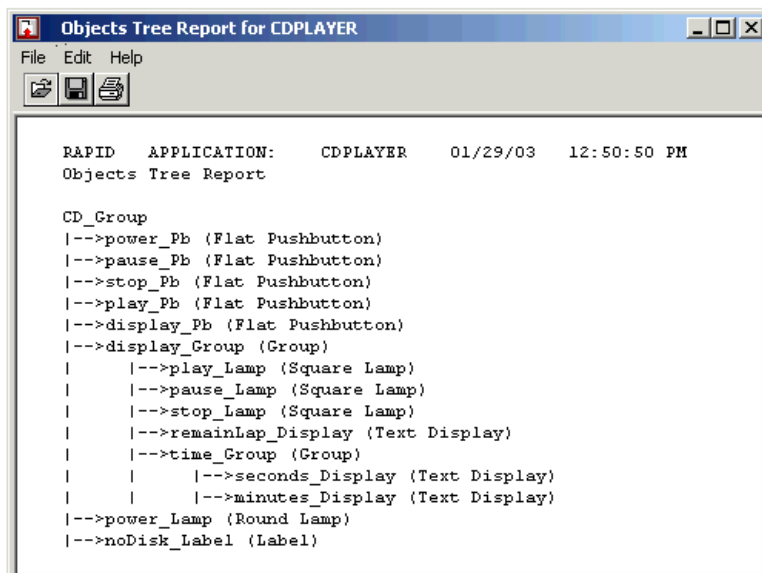 Objects Tree Report for CDPLAYER
File Edit Help
RAPID APPLICATION: CDPLAYER 01/29/03 12:50:50 PM
Objects Tree Report
CD_Group
|-->power_Pb (Flat Pushbutton)
|-->pause_Pb (Flat Pushbutton)
|-->stop_Pb (Flat Pushbutton)
|-->play_Pb (Flat Pushbutton)
|-->display_Pb (Flat Pushbutton)
|-->display_Group (Group)
| |-->play_Lamp (Square Lamp)
| |-->pause_Lamp (Square Lamp)
| |-->stop_Lamp (Square Lamp)
| |-->remainLap_Display (Text Display)
| |-->time_Group (Group)
| | |-->seconds_Display (Text Display)
| | |-->minutes_Display (Text Display)
|-->power_Lamp (Round Lamp)
|-->noDisk_Label (Label)